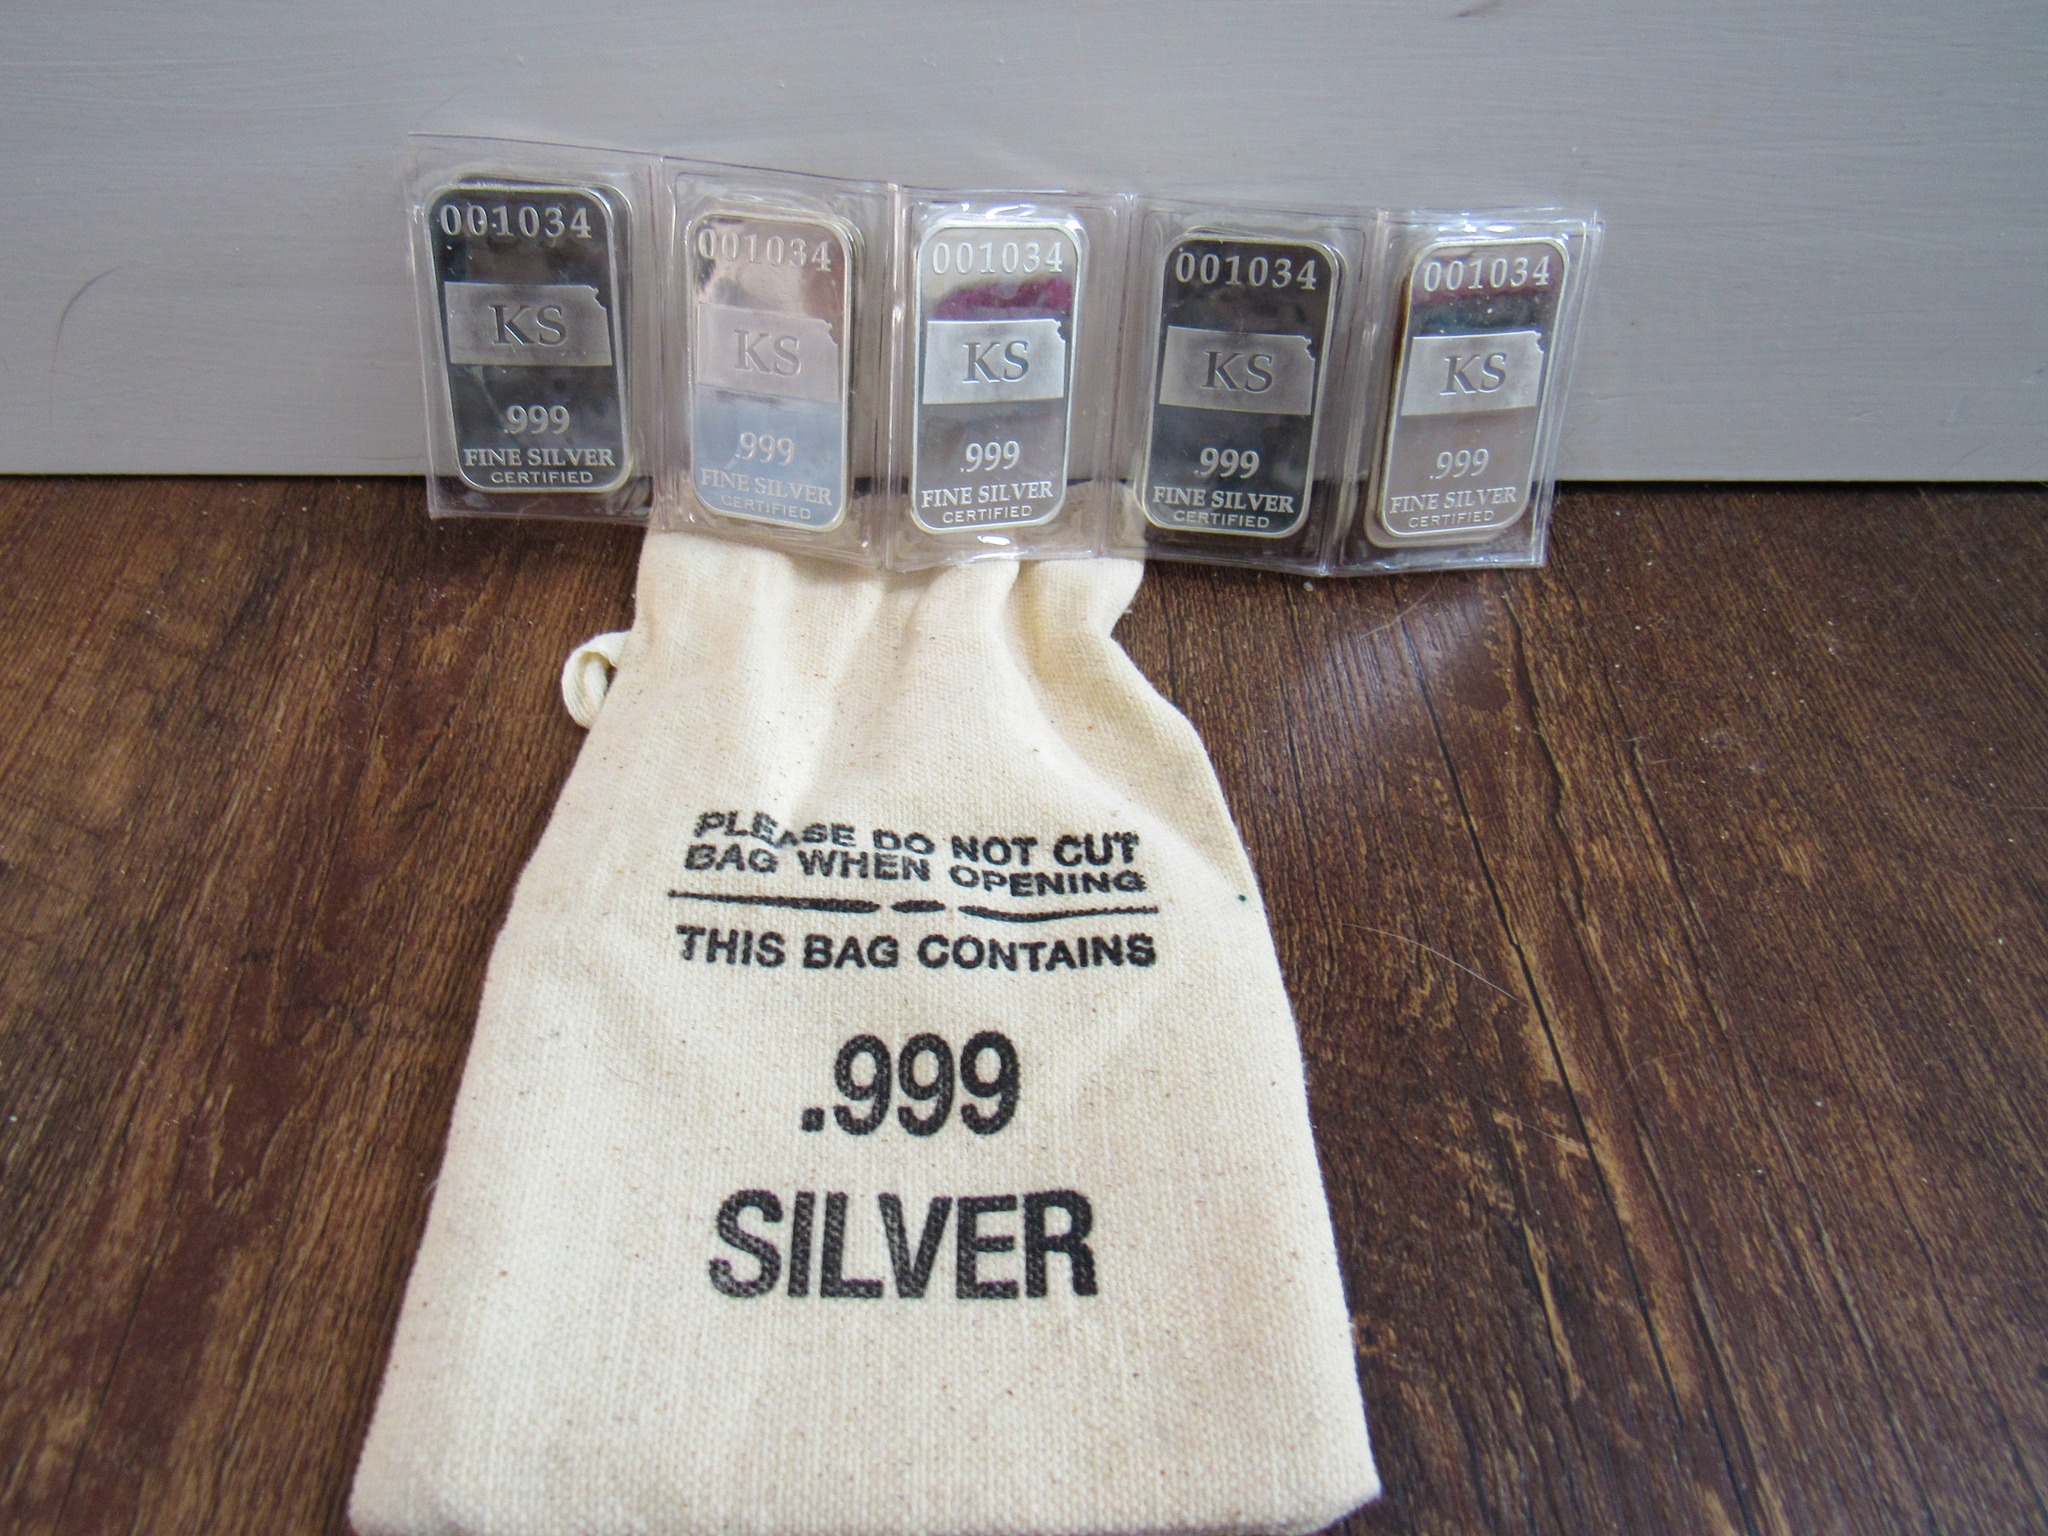 001034
KS
.999
FINE SILVER
CERTIFIED
001034
KS
.999
FINE SILVER
CERTIFIED
001034
KS
.999
FINE SILVER
CERTIFIED
001034
KS
.999
FINE SILVER
CERTIFIED
001034
KS
.999
FINE SILVER
CERTIFIED
PLEASE DO NOT CUT
BAG WHEN OPENING
THIS BAG CONTAINS
.999
SILVER